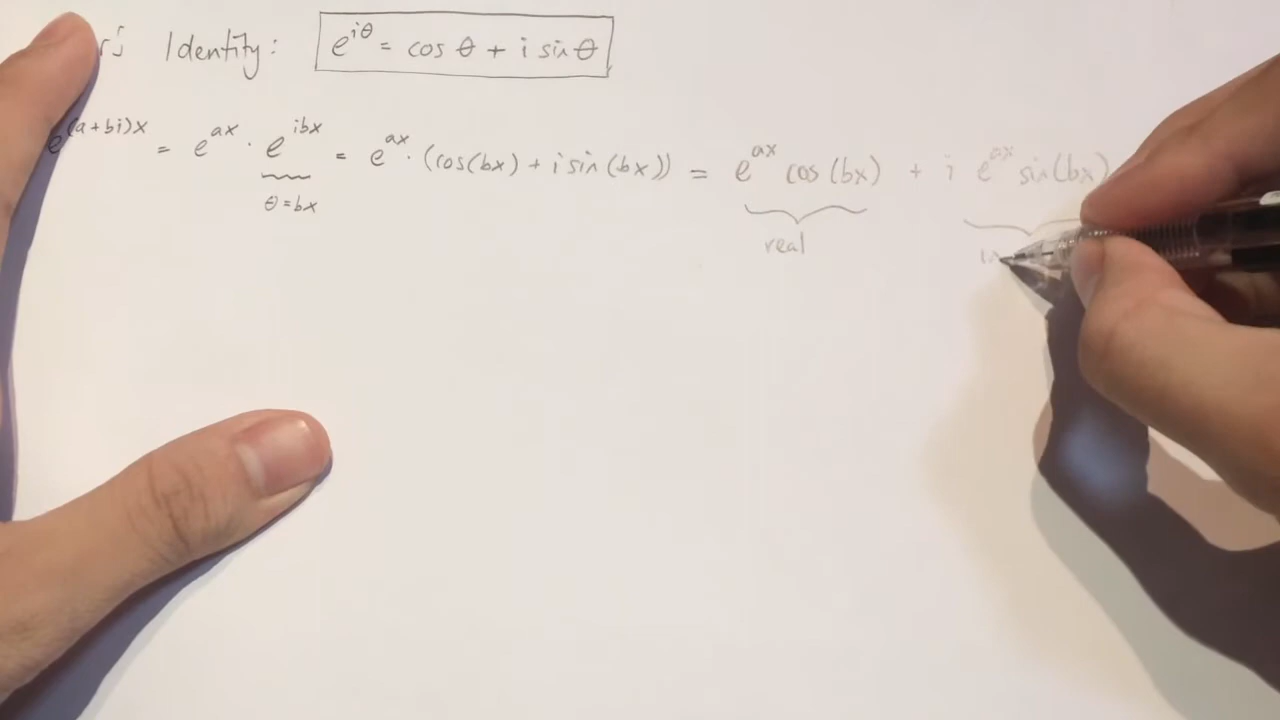 Identity: e^{iθ} = cos θ + i sin θ
e^{(a+bi)x} = e^{ax} · e^{ibx} = e^{ax} · (cos(bx) + i sin(bx)) = e^{ax} cos(bx) + i e^{ax} sin(bx)
θ = bx
real